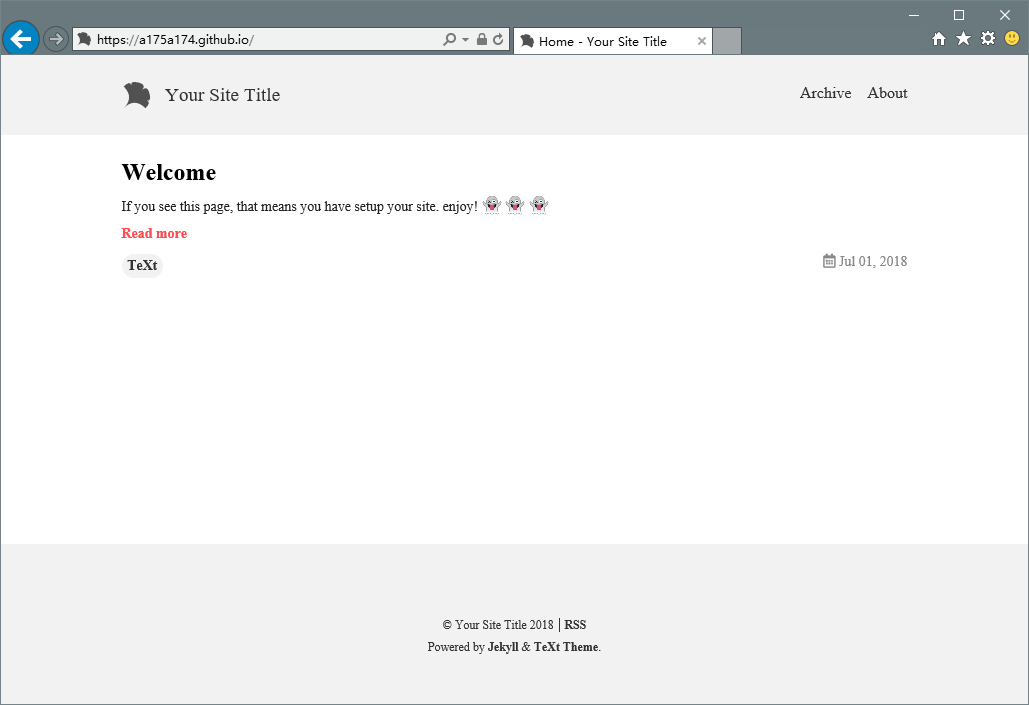 https://a175a174.github.io/
Home - Your Site Title
Your Site Title
Archive About
Welcome
If you see this page, that means you have setup your site. enjoy! 👻 👻 👻
Read more
TeXt
Jul 01, 2018
© Your Site Title 2018 | RSS
Powered by Jekyll & TeXt Theme.